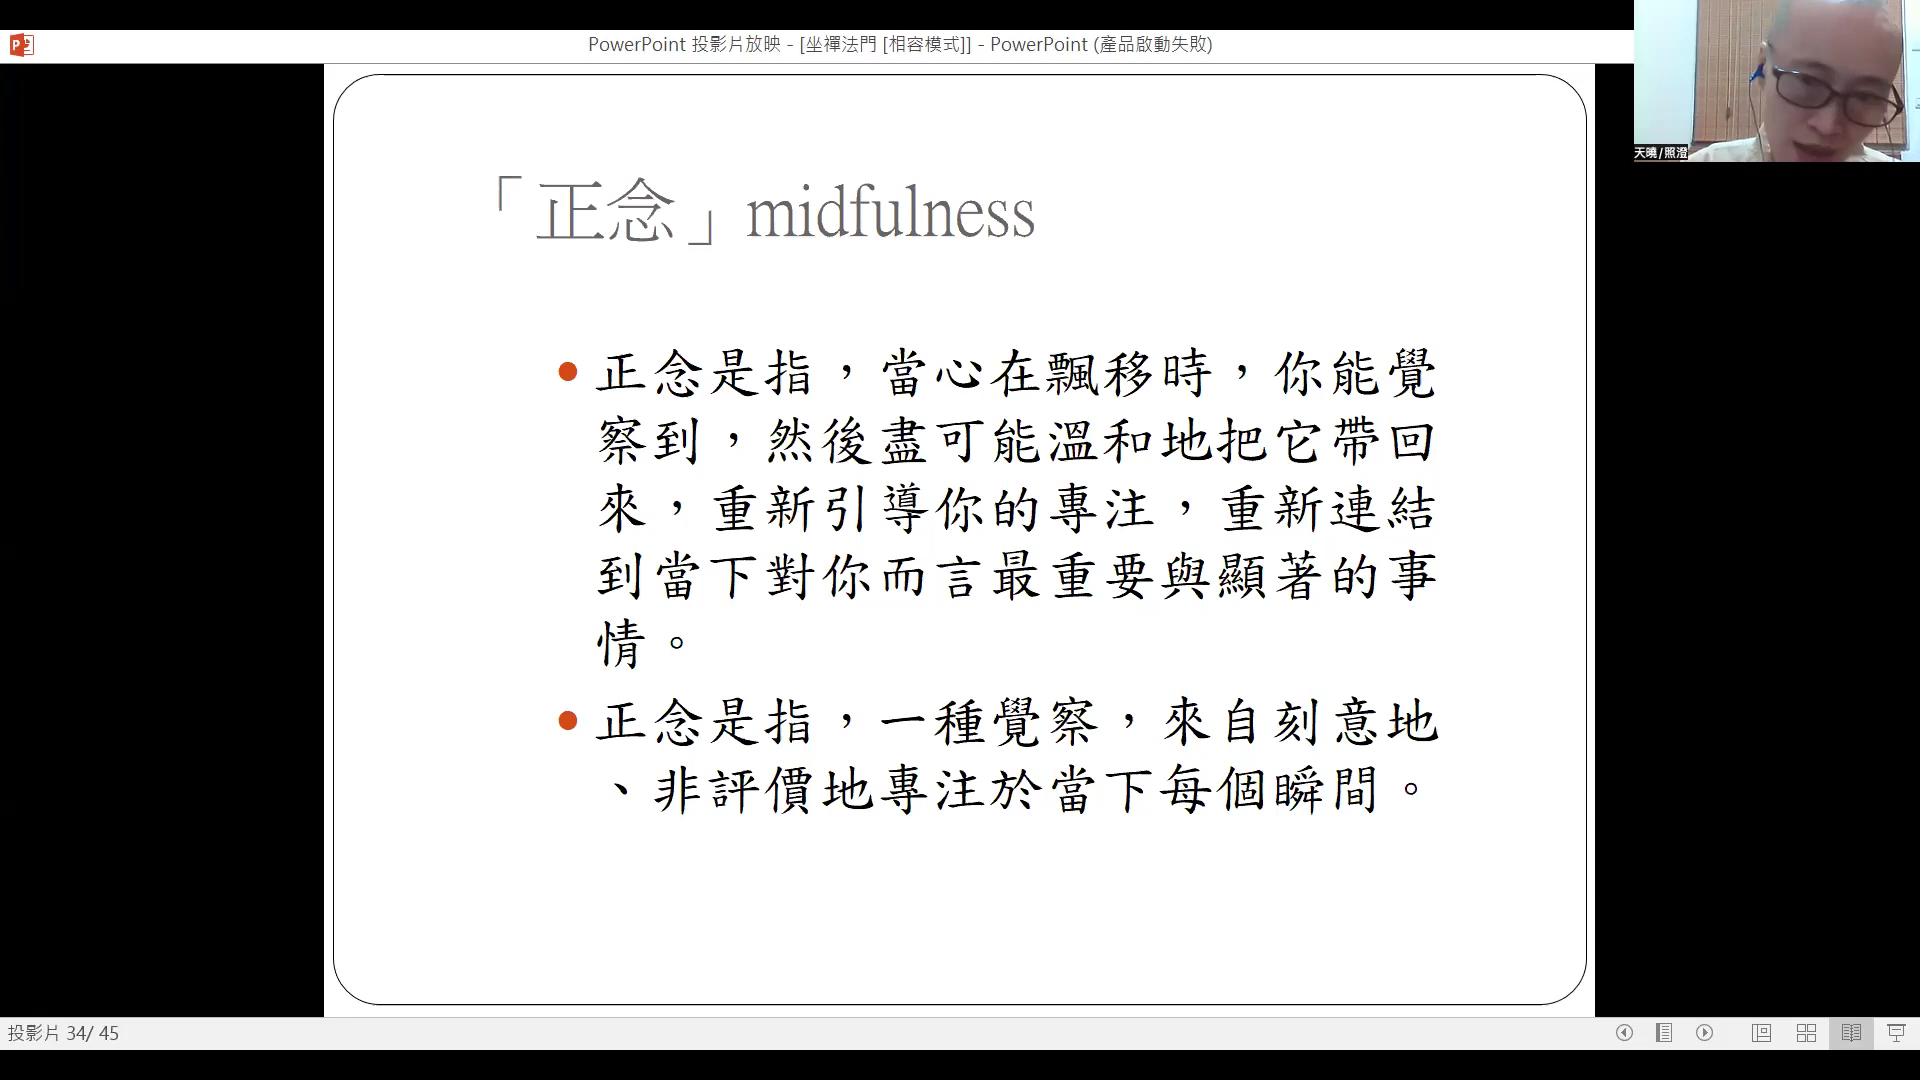 PowerPoint 投影片放映 - [坐禪法門 [相容模式]] - PowerPoint (產品啟動失敗)
天曉/照澄
「正念」midfulness
正念是指，當心在飄移時，你能覺
察到，然後盡可能溫和地把它帶回
來，重新引導你的專注，重新連結
到當下對你而言最重要與顯著的事
情。
正念是指，一種覺察，來自刻意地
、非評價地專注於當下每個瞬間。
投影片 34/ 45